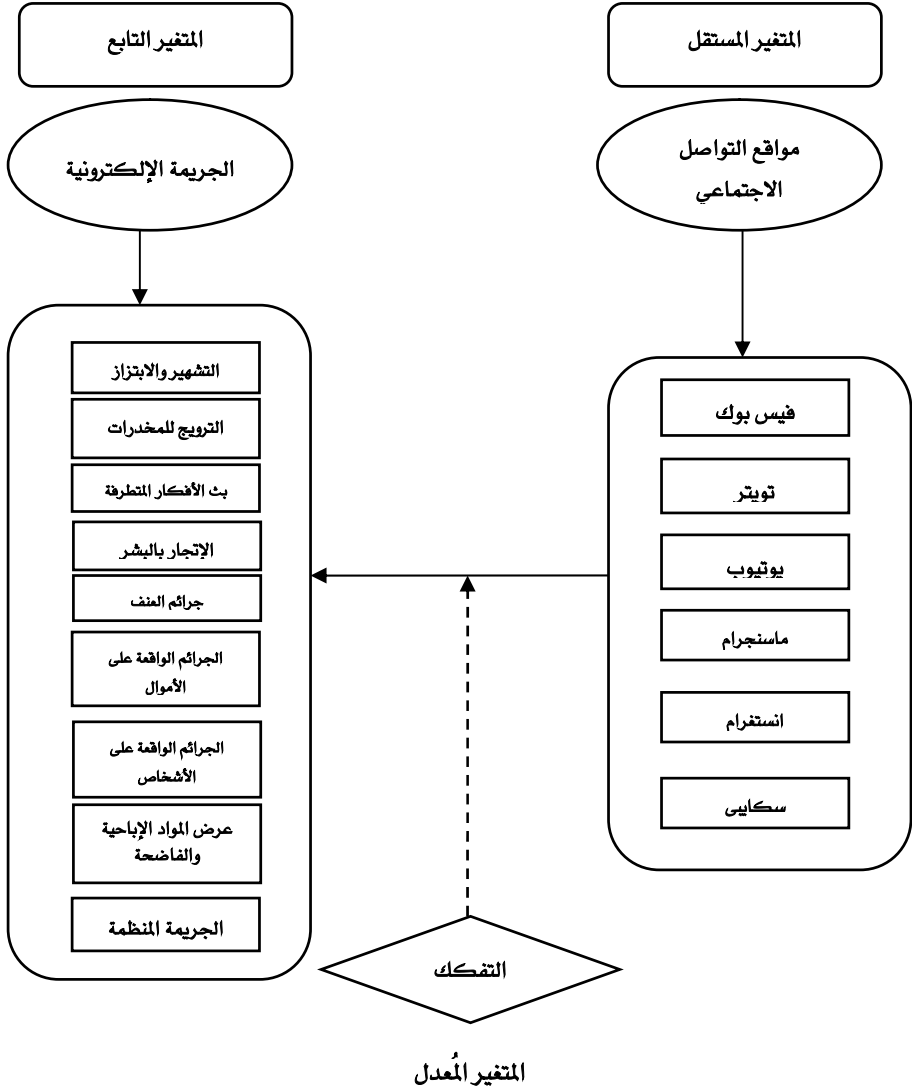 المتغير المستقل
المتغير التابع
مواقع التواصل
الاجتماعي
الجريمة الإلكترونية
فيس بوك
تويتر
يوتيوب
ماسنجرام
انستغرام
سكايبي
التشهير والابتزاز
الترويج للمخدرات
بث الأفكار المتطرفة
الإتجار بالبشر
جرائم العنف
الجرائم الواقعة على
الأموال
الجرائم الواقعة على
الأشخاص
عرض المواد الإباحية
والفاضحة
الجريمة المنظمة
التفكك
المتغير المُعدل